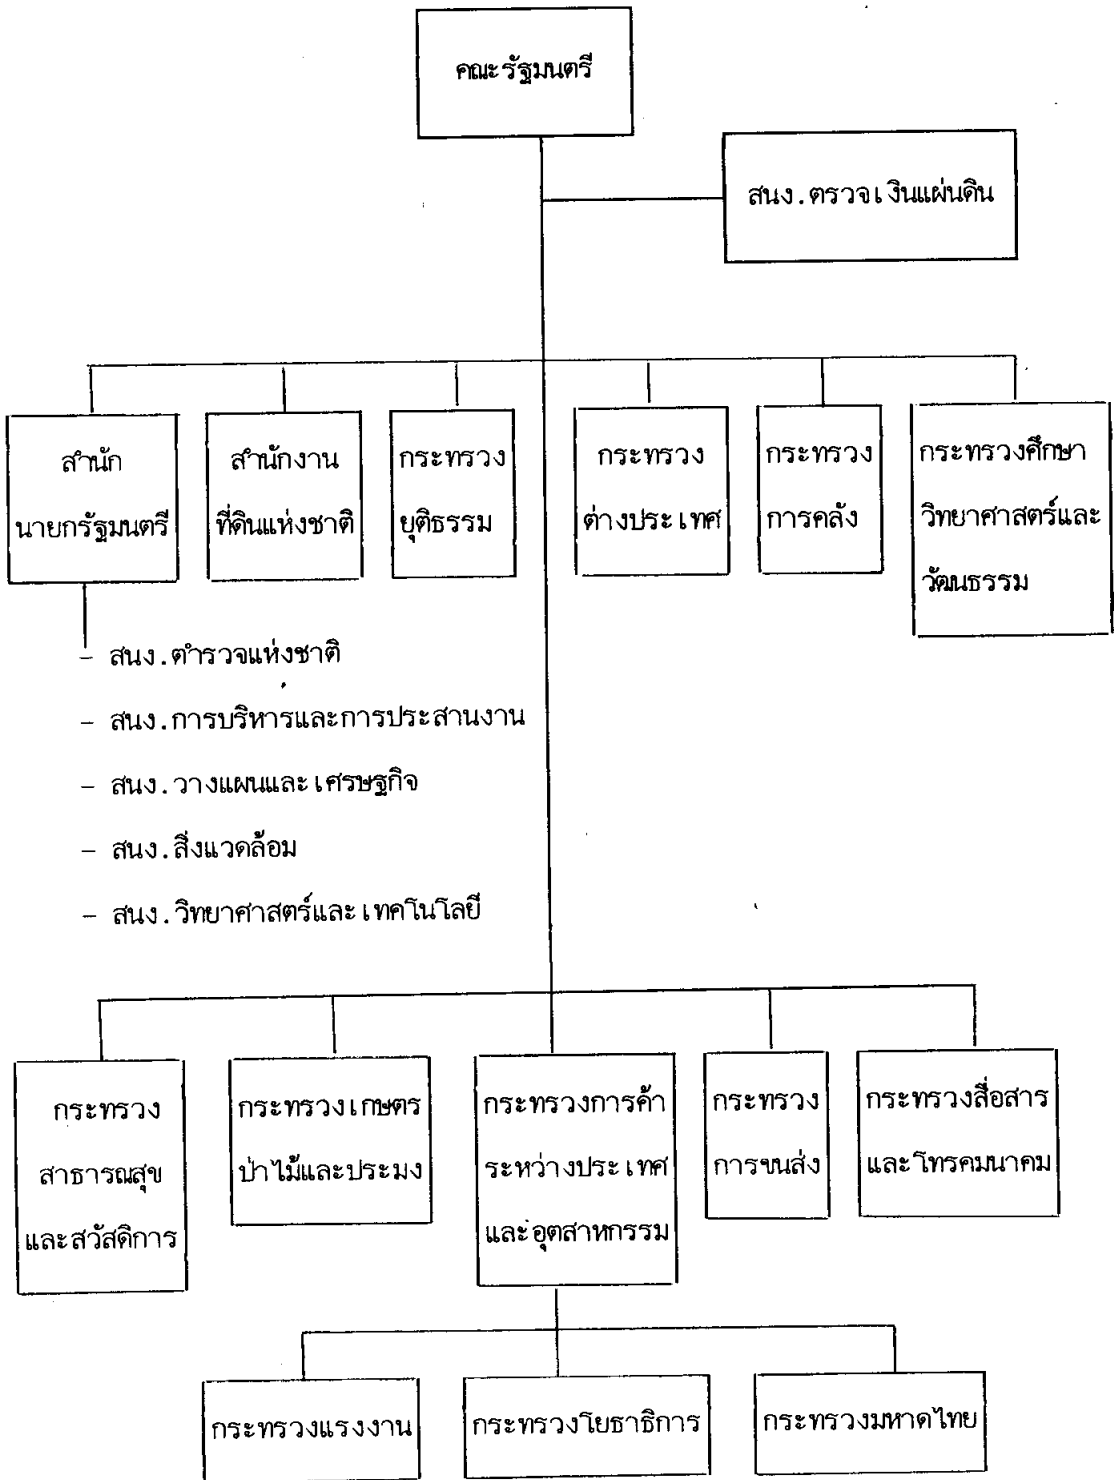 คณะรัฐมนตรี
สนง.ตรวจเงินแผ่นดิน
สำนัก
นายกรัฐมนตรี
สำนักงาน
ที่ดินแห่งชาติ
กระทรวง
ยุติธรรม
กระทรวง
ต่างประเทศ
กระทรวง
การคลัง
กระทรวงศึกษา
วิทยาศาสตร์และ
วัฒนธรรม
- สนง.ตำรวจแห่งชาติ
- สนง.การบริหารและการประสานงาน
- สนง.วางแผนและเศรษฐกิจ
- สนง.สิ่งแวดล้อม
- สนง.วิทยาศาสตร์และเทคโนโลยี
กระทรวง
สาธารณสุข
และสวัสดิการ
กระทรวงเกษตร
ป่าไม้และประมง
กระทรวงการค้า
ระหว่างประเทศ
และอุตสาหกรรม
กระทรวง
การขนส่ง
กระทรวงสื่อสาร
และโทรคมนาคม
กระทรวงแรงงาน
กระทรวงโยธาธิการ
กระทรวงมหาดไทย